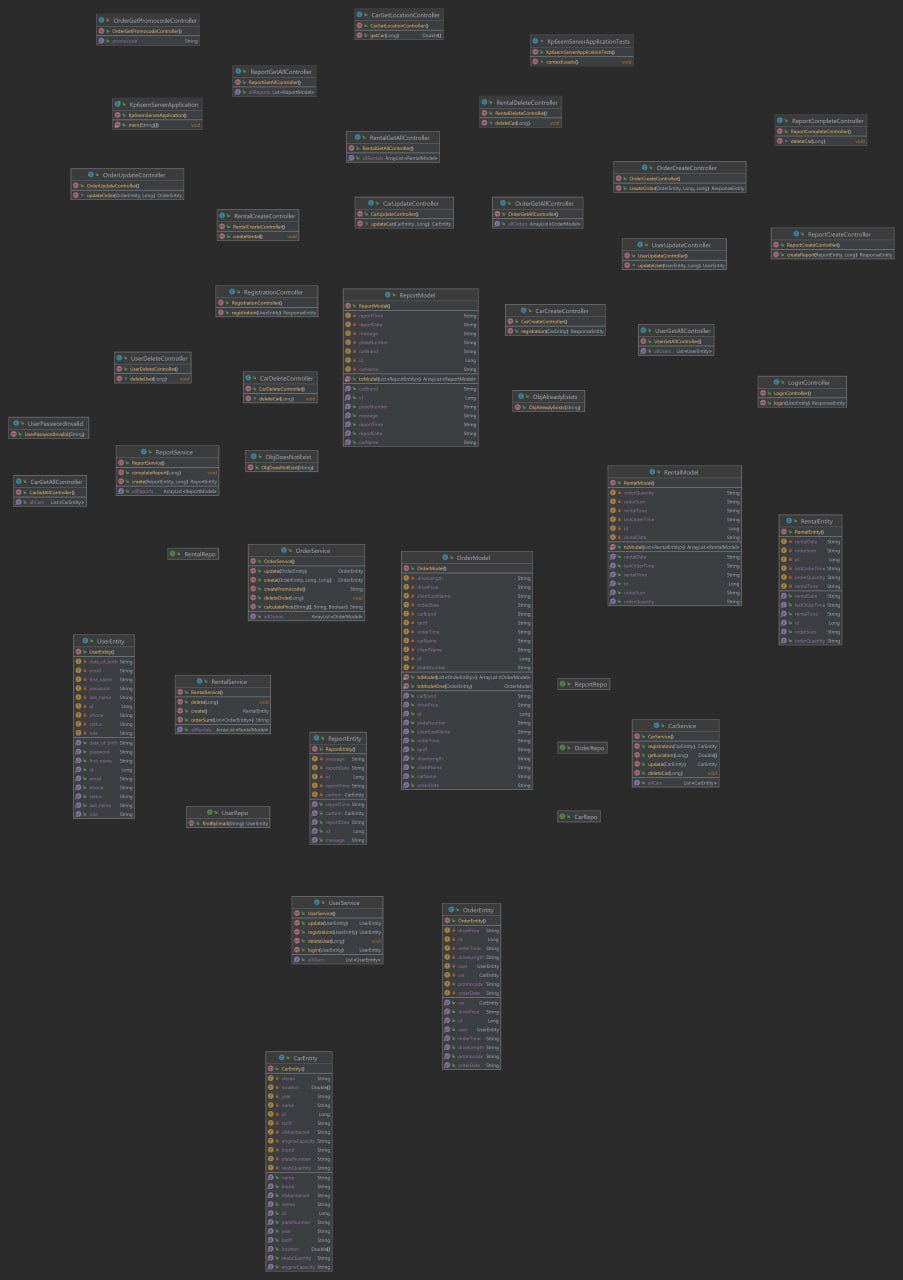 OrderGetPromocodeController
OrderGetPromocodeController()
promocode String
CarGetLocationController
CarGetLocationController()
getCar(Long) Double[]
Kp6semServerApplicationTests
Kp6semServerApplicationTests()
contextLoads() void
ReportGetAllController
ReportGetAllController()
allReports List<ReportModel>
Kp6semServerApplication
Kp6semServerApplication()
main(String[]) void
RentalDeleteController
RentalDeleteController()
deleteCar(Long) void
ReportCompleteController
ReportCompleteController()
deleteCar(Long) void
RentalGetAllController
RentalGetAllController()
allRentals ArrayList<RentalModel>
OrderUpdateController
OrderUpdateController()
updateOrder(OrderEntity, Long) OrderEntity
OrderCreateController
OrderCreateController()
createOrder(OrderEntity, Long, Long) ResponseEntity
RentalCreateController
RentalCreateController()
createRental() void
CarUpdateController
CarUpdateController()
updateCar(CarEntity, Long) CarEntity
OrderGetAllController
OrderGetAllController()
allOrders ArrayList<OrderModel>
UserUpdateController
UserUpdateController()
updateUser(UserEntity, Long) UserEntity
ReportCreateController
ReportCreateController()
createReport(ReportEntity, Long) ResponseEntity
RegistrationController
RegistrationController()
registration(UserEntity) ResponseEntity
ReportModel
ReportModel()
reportTime String
reportDate String
message String
plateNumber String
carBrand String
id Long
carName String
toModel(List<ReportEntity>) ArrayList<ReportModel>
carBrand String
id Long
plateNumber String
message String
reportTime String
reportDate String
carName String
CarCreateController
CarCreateController()
registration(CarEntity) ResponseEntity
UserGetAllController
UserGetAllController()
allUsers List<UserEntity>
UserDeleteController
UserDeleteController()
deleteUser(Long) void
CarDeleteController
CarDeleteController()
deleteCar(Long) void
ObjAlreadyExists
ObjAlreadyExists(String)
LoginController
LoginController()
login(UserEntity) ResponseEntity
UserPasswordInvalid
UserPasswordInvalid(String)
ReportService
ReportService()
completeReport(Long) void
create(ReportEntity, Long) ReportEntity
allReports ArrayList<ReportModel>
ObjDoesNotExist
ObjDoesNotExist(String)
CarGetAllController
CarGetAllController()
allCars List<CarEntity>
RentalModel
RentalModel()
orderQuantity String
orderSum String
rentalTime String
lastOrderTime String
id Long
rentalDate String
toModel(List<RentalEntity>) ArrayList<RentalModel>
rentalDate String
lastOrderTime String
rentalTime String
id Long
orderSum String
orderQuantity String
RentalEntity
RentalEntity()
rentalDate String
orderSum String
id Long
lastOrderTime String
orderQuantity String
rentalTime String
rentalDate String
lastOrderTime String
rentalTime String
id Long
orderSum String
orderQuantity String
RentalRepo
OrderService
OrderService()
update(OrderEntity) OrderEntity
create(OrderEntity, Long, Long) OrderEntity
createPromocode() String
deleteOrder(Long) void
calculatePrice(String[], String, Boolean) String
allOrders ArrayList<OrderModel>
OrderModel
OrderModel()
driveLength String
drivePrice String
clientLastName String
orderDate String
carBrand String
tariff String
orderTime String
carName String
clientName String
id Long
plateNumber String
toModel(List<OrderEntity>) ArrayList<OrderModel>
toModelOne(OrderEntity) OrderModel
carBrand String
drivePrice String
id Long
plateNumber String
clientLastName String
orderTime String
tariff String
driveLength String
clientName String
carName String
orderDate String
UserEntity
UserEntity()
date_of_birth String
email String
first_name String
password String
last_name String
id Long
phone String
status String
role String
date_of_birth String
password String
first_name String
id Long
email String
phone String
status String
last_name String
role String
RentalService
RentalService()
delete(Long) void
create() RentalEntity
orderSum(List<OrderEntity>) String
allRentals ArrayList<RentalModel>
ReportRepo
ReportEntity
ReportEntity()
message String
reportDate String
id Long
reportTime String
carIson CarEntity
reportTime String
carIson CarEntity
reportDate String
id Long
message String
OrderRepo
CarService
CarService()
registration(CarEntity) CarEntity
getLocation(Long) Double[]
update(CarEntity) CarEntity
deleteCar(Long) void
allCars List<CarEntity>
UserRepo
findByEmail(String) UserEntity
CarRepo
UserService
UserService()
update(UserEntity) UserEntity
registration(UserEntity) UserEntity
deleteUser(Long) void
login(UserEntity) UserEntity
allUsers List<UserEntity>
OrderEntity
OrderEntity()
drivePrice String
id Long
orderTime String
driveLength String
user UserEntity
car CarEntity
promocode String
orderDate String
car CarEntity
drivePrice String
id Long
user UserEntity
orderTime String
driveLength String
promocode String
orderDate String
CarEntity
CarEntity()
stereo String
location Double[]
year String
name String
id Long
tariff String
isMaintained String
engineCapacity String
brand String
plateNumber String
seatsQuantity String
name String
brand String
isMaintained String
stereo String
id Long
plateNumber String
year String
tariff String
location Double[]
seatsQuantity String
engineCapacity String